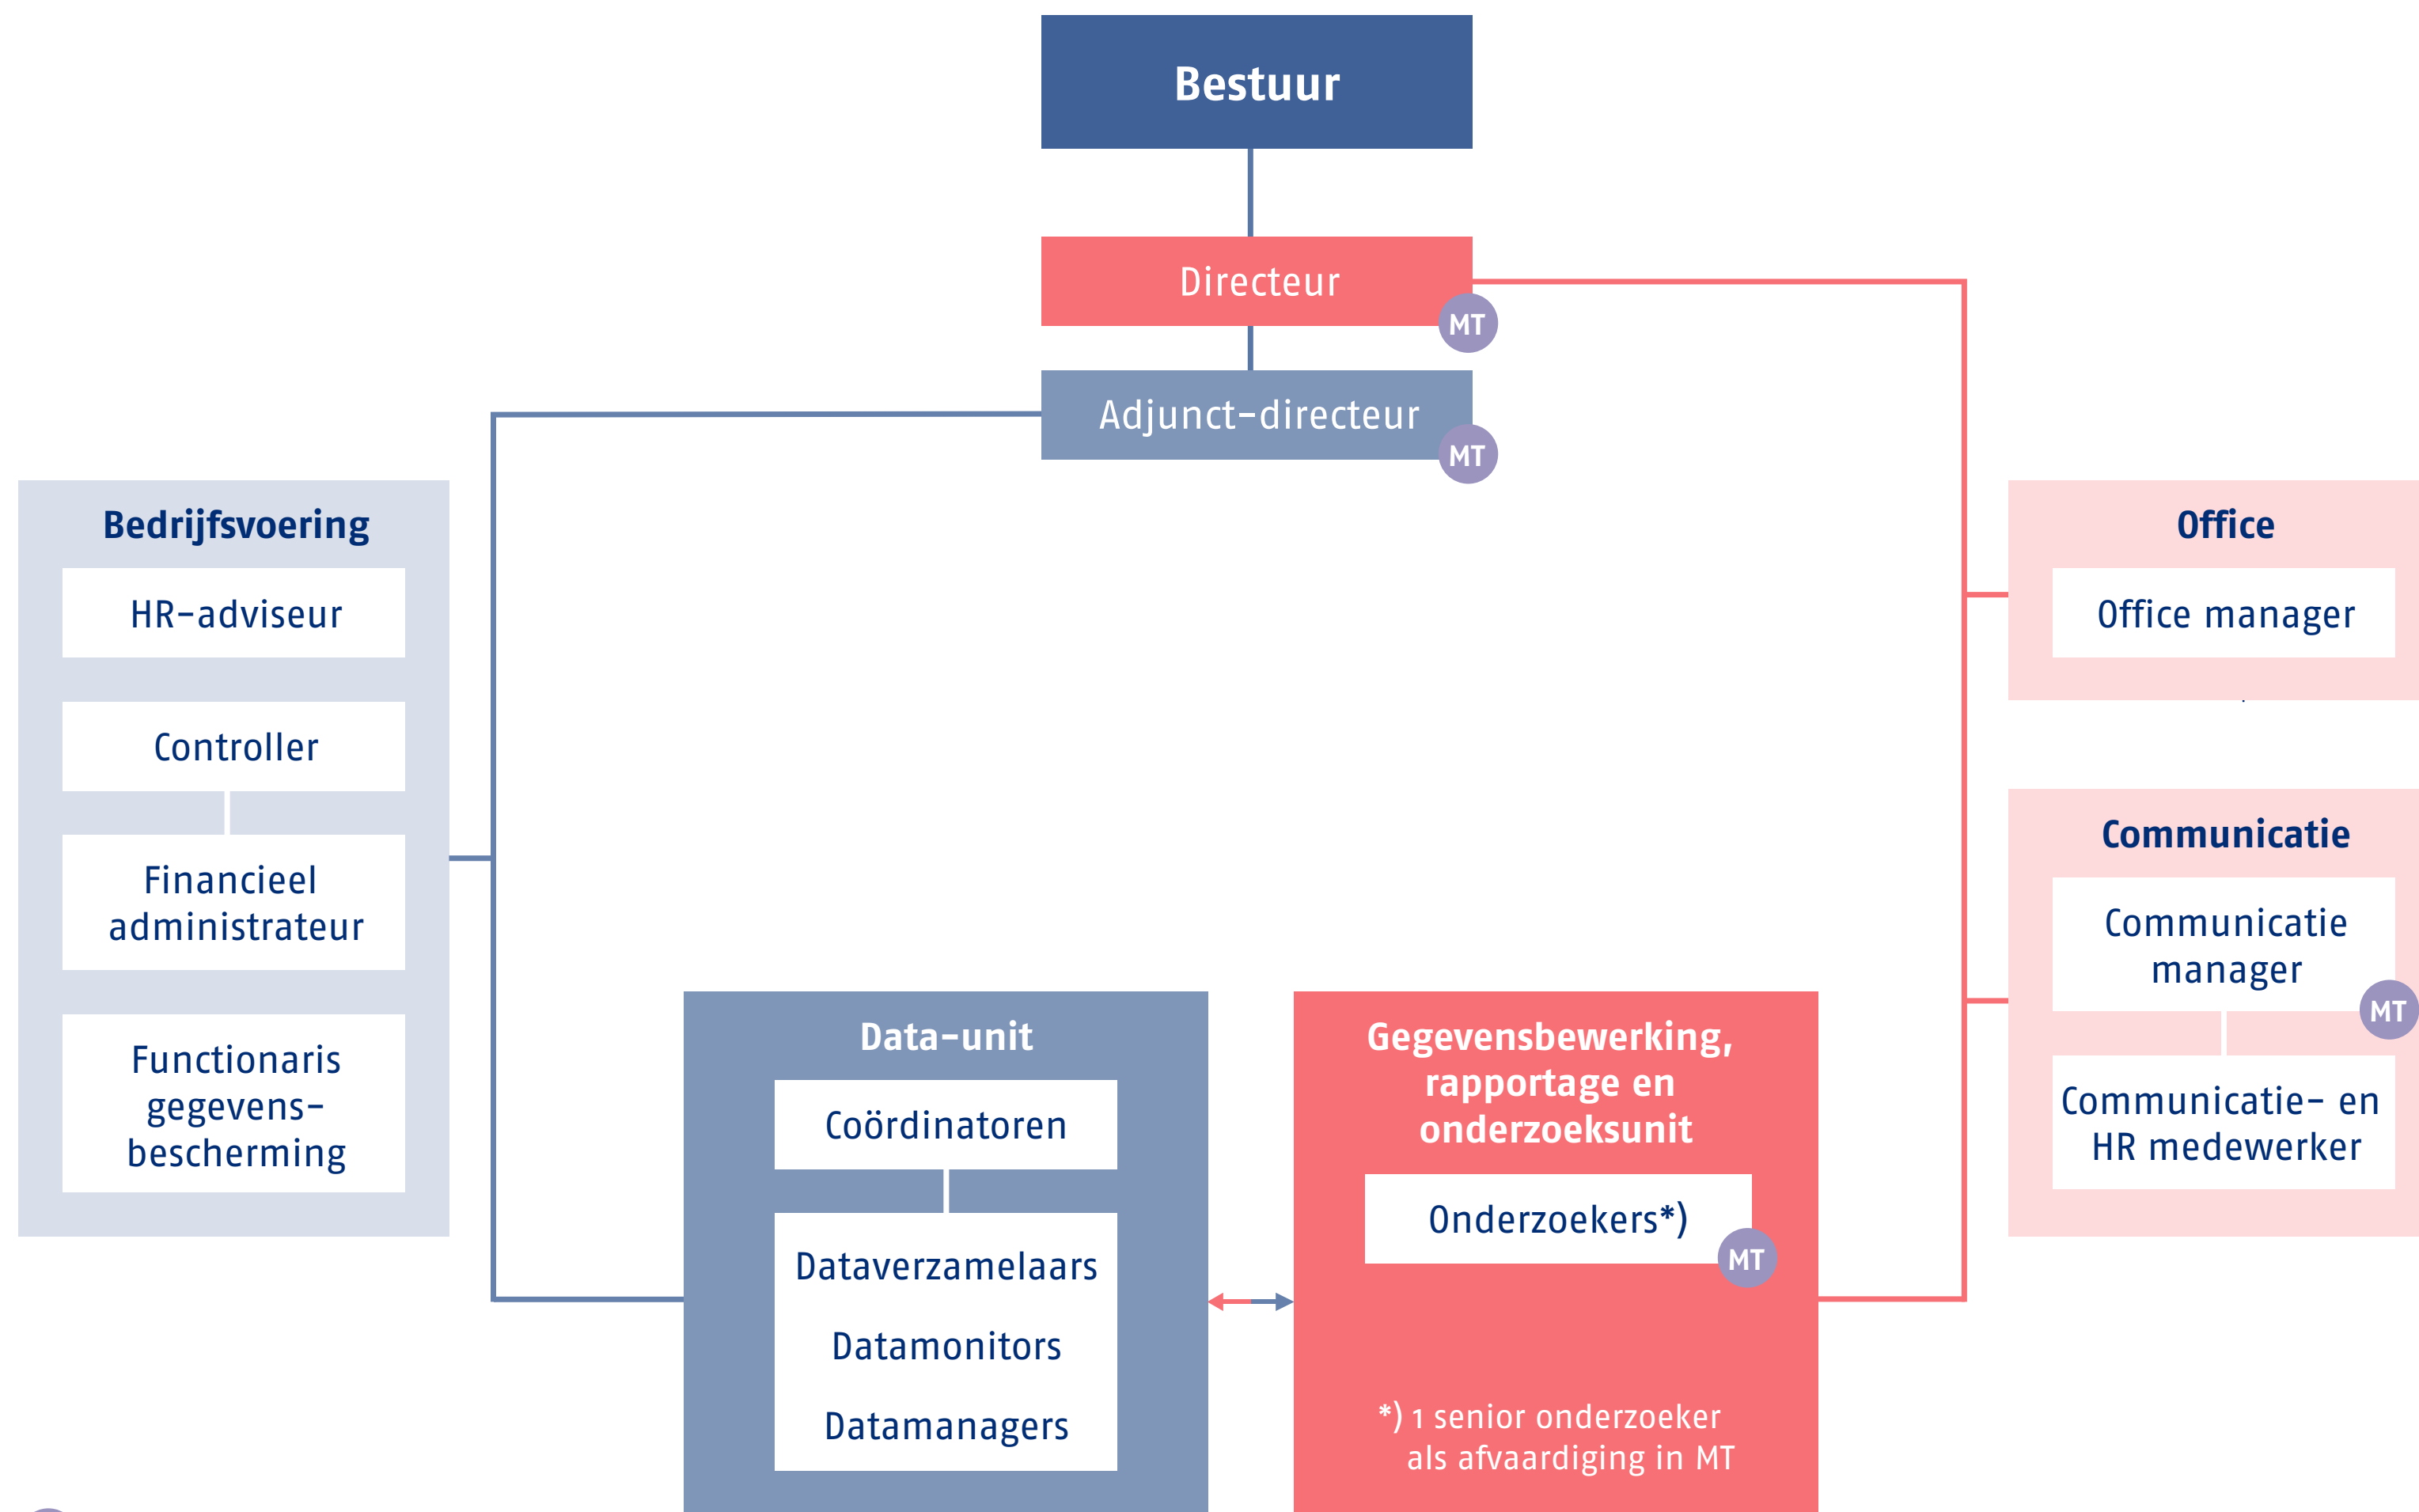 Bestuur
Directeur
MT
Adjunct-directeur
MT
Bedrijfsvoering
HR-adviseur
Controller
Financieel
administrateur
Functionaris
gegevens-
bescherming
Data-unit
Coördinatoren
Dataverzamelaars
Datamonitors
Datamanagers
Gegevensbewerking,
rapportage en
onderzoeksunit
Onderzoekers*)
MT
*) 1 senior onderzoeker
als afvaardiging in MT
Office
Office manager
Communicatie
Communicatie
manager
MT
Communicatie- en
HR medewerker